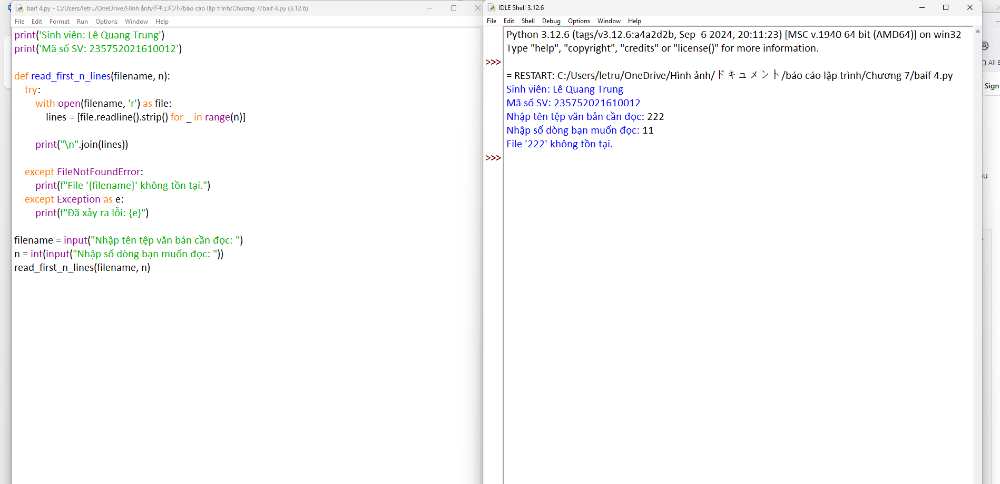 baif 4.py - C:/Users/letru/OneDrive/Hình ảnh/ドキュメント/báo cáo lập trình/Chương 7/baif 4.py (3.12.6)
File Edit Format Run Options Window Help
print('Sinh viên: Lê Quang Trung')
print('Mã số SV: 235752021610012')
def read_first_n_lines(filename, n):
    try:
        with open(filename, 'r') as file:
            lines = [file.readline().strip() for _ in range(n)]
        print("\n".join(lines))
    except FileNotFoundError:
        print(f"File '{filename}' không tồn tại.")
    except Exception as e:
        print(f"Đã xảy ra lỗi: {e}")
filename = input("Nhập tên tệp văn bản cần đọc: ")
n = int(input("Nhập số dòng bạn muốn đọc: "))
read_first_n_lines(filename, n)
IDLE Shell 3.12.6
File Edit Shell Debug Options Window Help
Python 3.12.6 (tags/v3.12.6:a4a2d2b, Sep  6 2024, 20:11:23) [MSC v.1940 64 bit (AMD64)] on win32
Type "help", "copyright", "credits" or "license()" for more information.
>>>
= RESTART: C:/Users/letru/OneDrive/Hình ảnh/ドキュメント/báo cáo lập trình/Chương 7/baif 4.py
Sinh viên: Lê Quang Trung
Mã số SV: 235752021610012
Nhập tên tệp văn bản cần đọc: 222
Nhập số dòng bạn muốn đọc: 11
File '222' không tồn tại.
>>>
All B
Sign